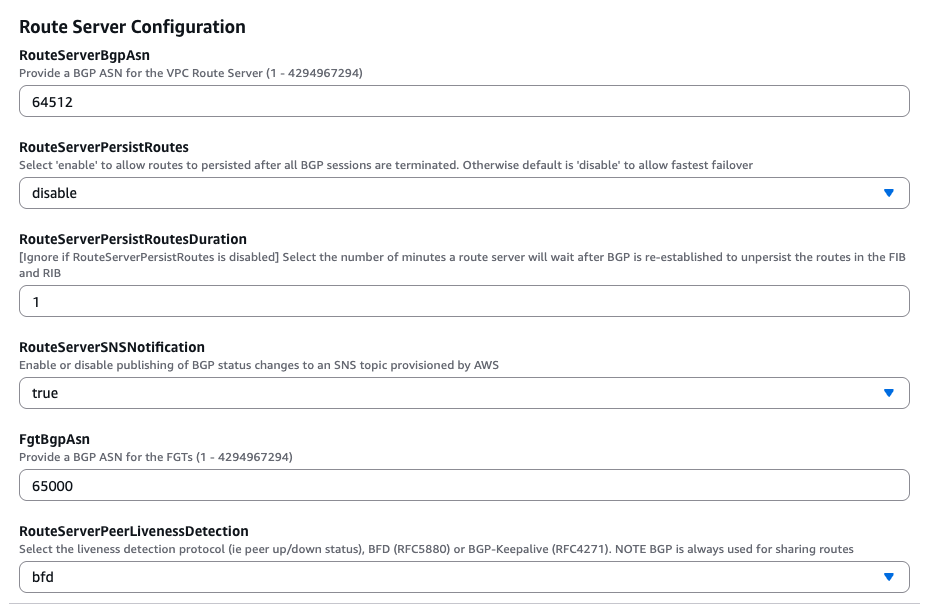 Route Server Configuration
RouteServerBgpAsn
Provide a BGP ASN for the VPC Route Server (1 - 4294967294)
64512
RouteServerPersistRoutes
Select 'enable' to allow routes to persisted after all BGP sessions are terminated. Otherwise default is 'disable' to allow fastest failover
disable
RouteServerPersistRoutesDuration
[Ignore if RouteServerPersistRoutes is disabled] Select the number of minutes a route server will wait after BGP is re-established to unpersist the routes in the FIB
and RIB
1
RouteServerSNSNotification
Enable or disable publishing of BGP status changes to an SNS topic provisioned by AWS
true
FgtBgpAsn
Provide a BGP ASN for the FGTs (1 - 4294967294)
65000
RouteServerPeerLivenessDetection
Select the liveness detection protocol (ie peer up/down status), BFD (RFC5880) or BGP-Keepalive (RFC4271). NOTE BGP is always used for sharing routes
bfd